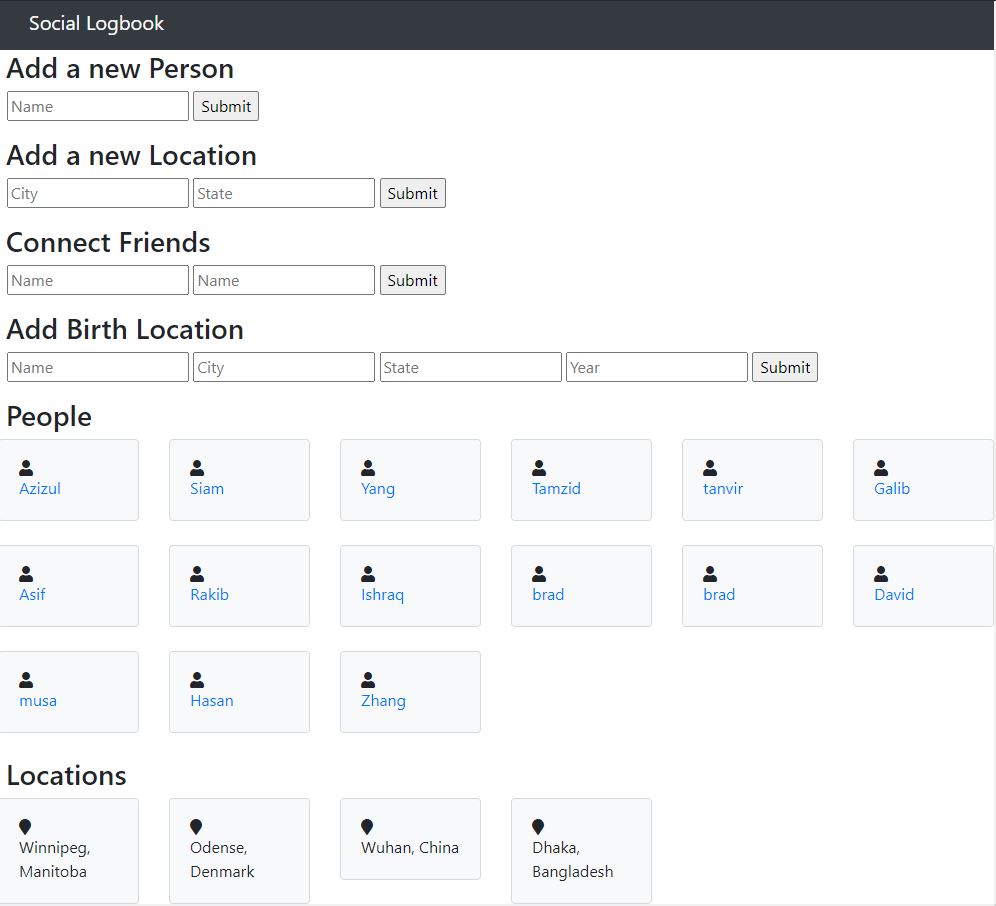 Social Logbook
Add a new Person
Name Submit
Add a new Location
City State Submit
Connect Friends
Name Name Submit
Add Birth Location
Name City State Year Submit
People
Azizul Siam Yang Tamzid tanvir Galib
Asif Rakib Ishraq brad brad David
musa Hasan Zhang
Locations
Winnipeg,
Manitoba
Odense,
Denmark
Wuhan, China
Dhaka,
Bangladesh